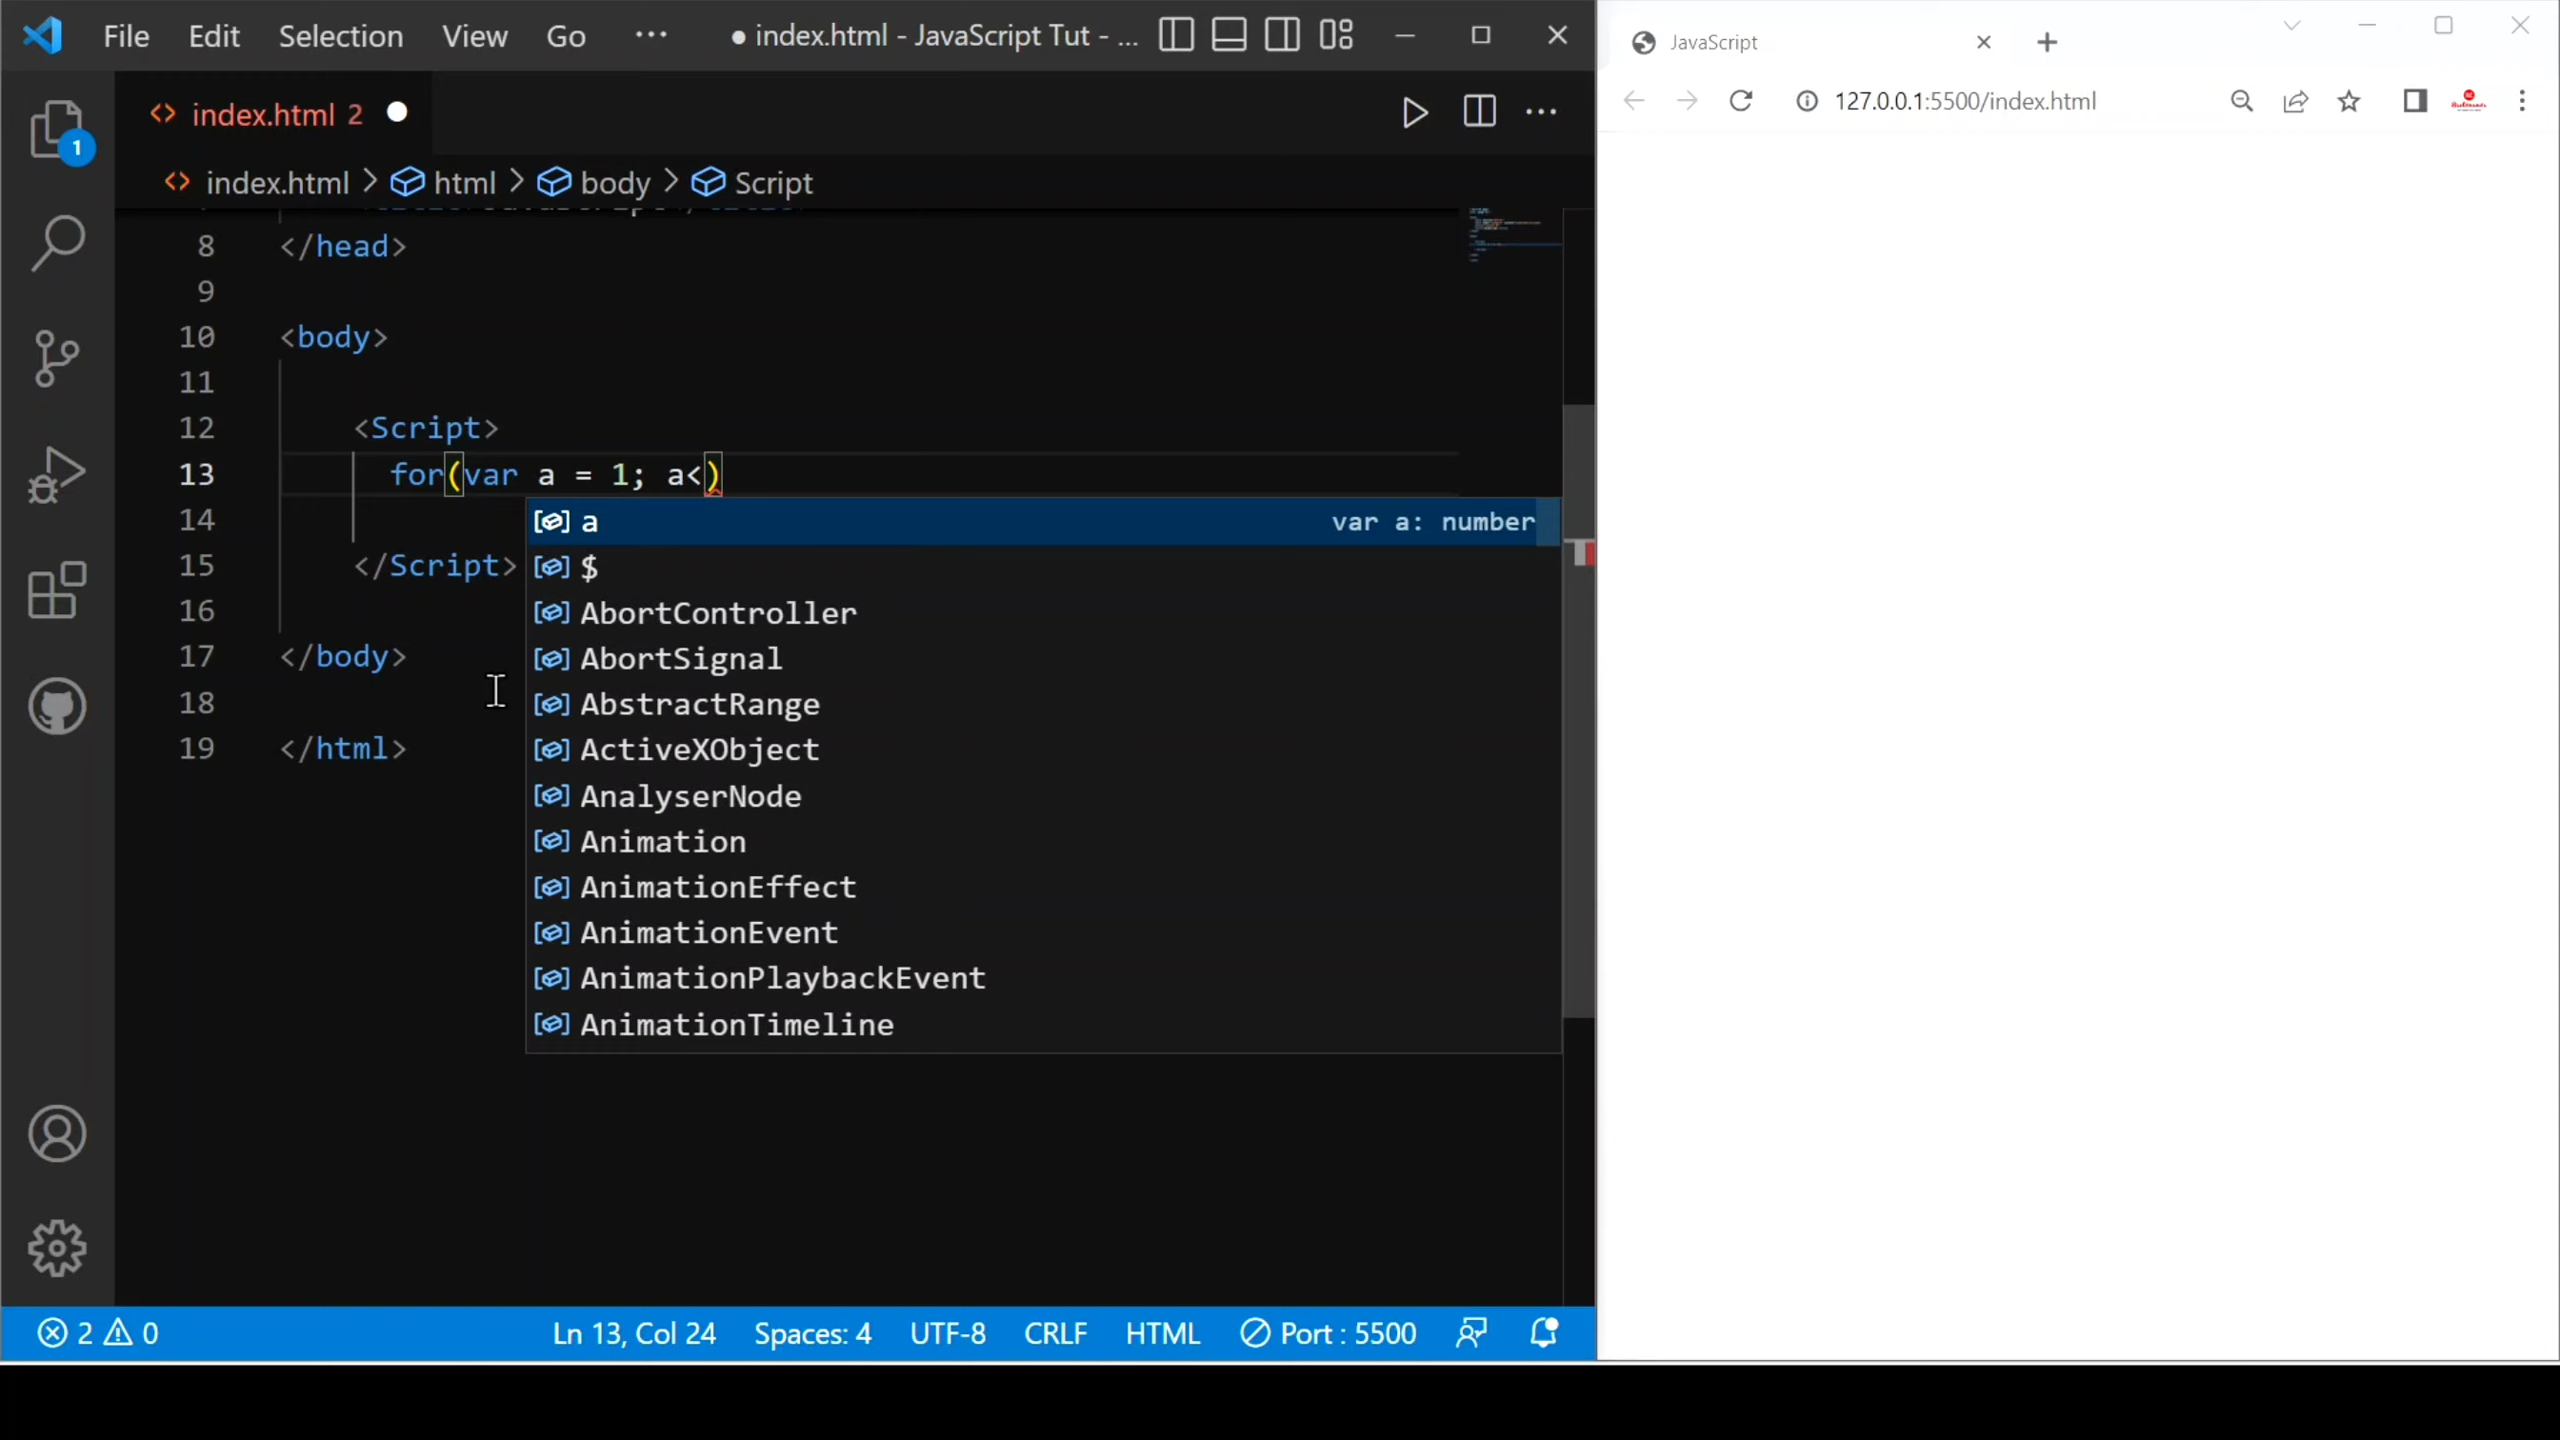 File Edit Selection View Go ··· ● index.html - JavaScript Tut - ...
JavaScript
127.0.0.1:5500/index.html
1
<> index.html 2 ●
<> index.html > html > body > Script
8 </head>
9
10 <body>
11
12 <Script>
13 for(var a = 1; a<)
14
15 </Script>
16
17 </body>
18
19 </html>
a var a: number
$
AbortController
AbortSignal
AbstractRange
ActiveXObject
AnalyserNode
Animation
AnimationEffect
AnimationEvent
AnimationPlaybackEvent
AnimationTimeline
2 0 Ln 13, Col 24 Spaces: 4 UTF-8 CRLF HTML Port : 5500